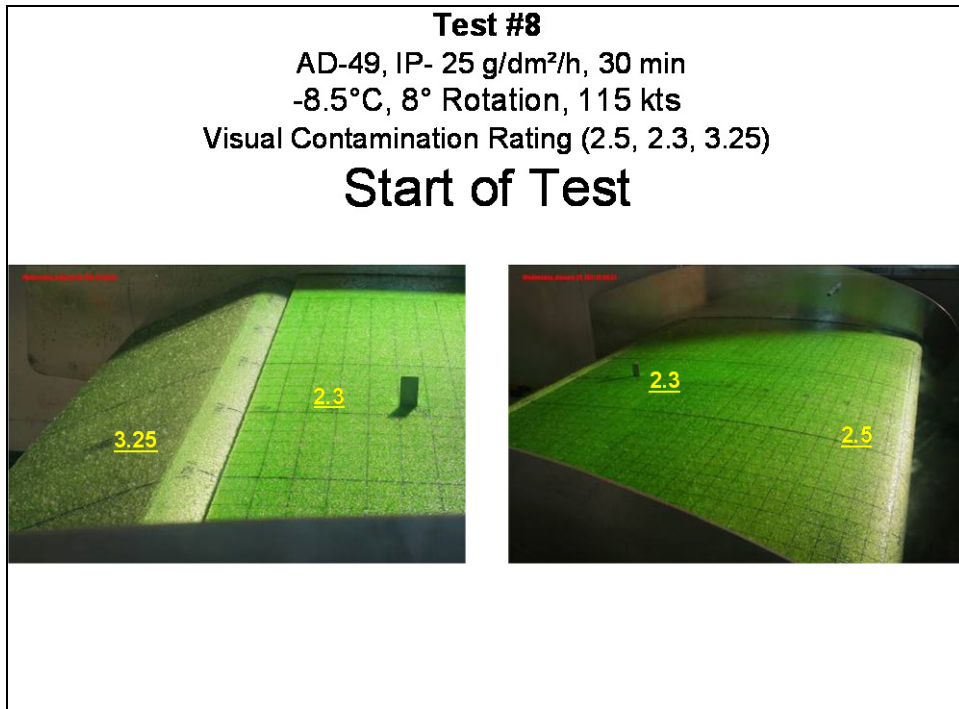 Test #8
AD-49, IP- 25 g/dm²/h, 30 min
-8.5°C, 8° Rotation, 115 kts
Visual Contamination Rating (2.5, 2.3, 3.25)
Start of Test
2.3
3.25
2.3
2.5